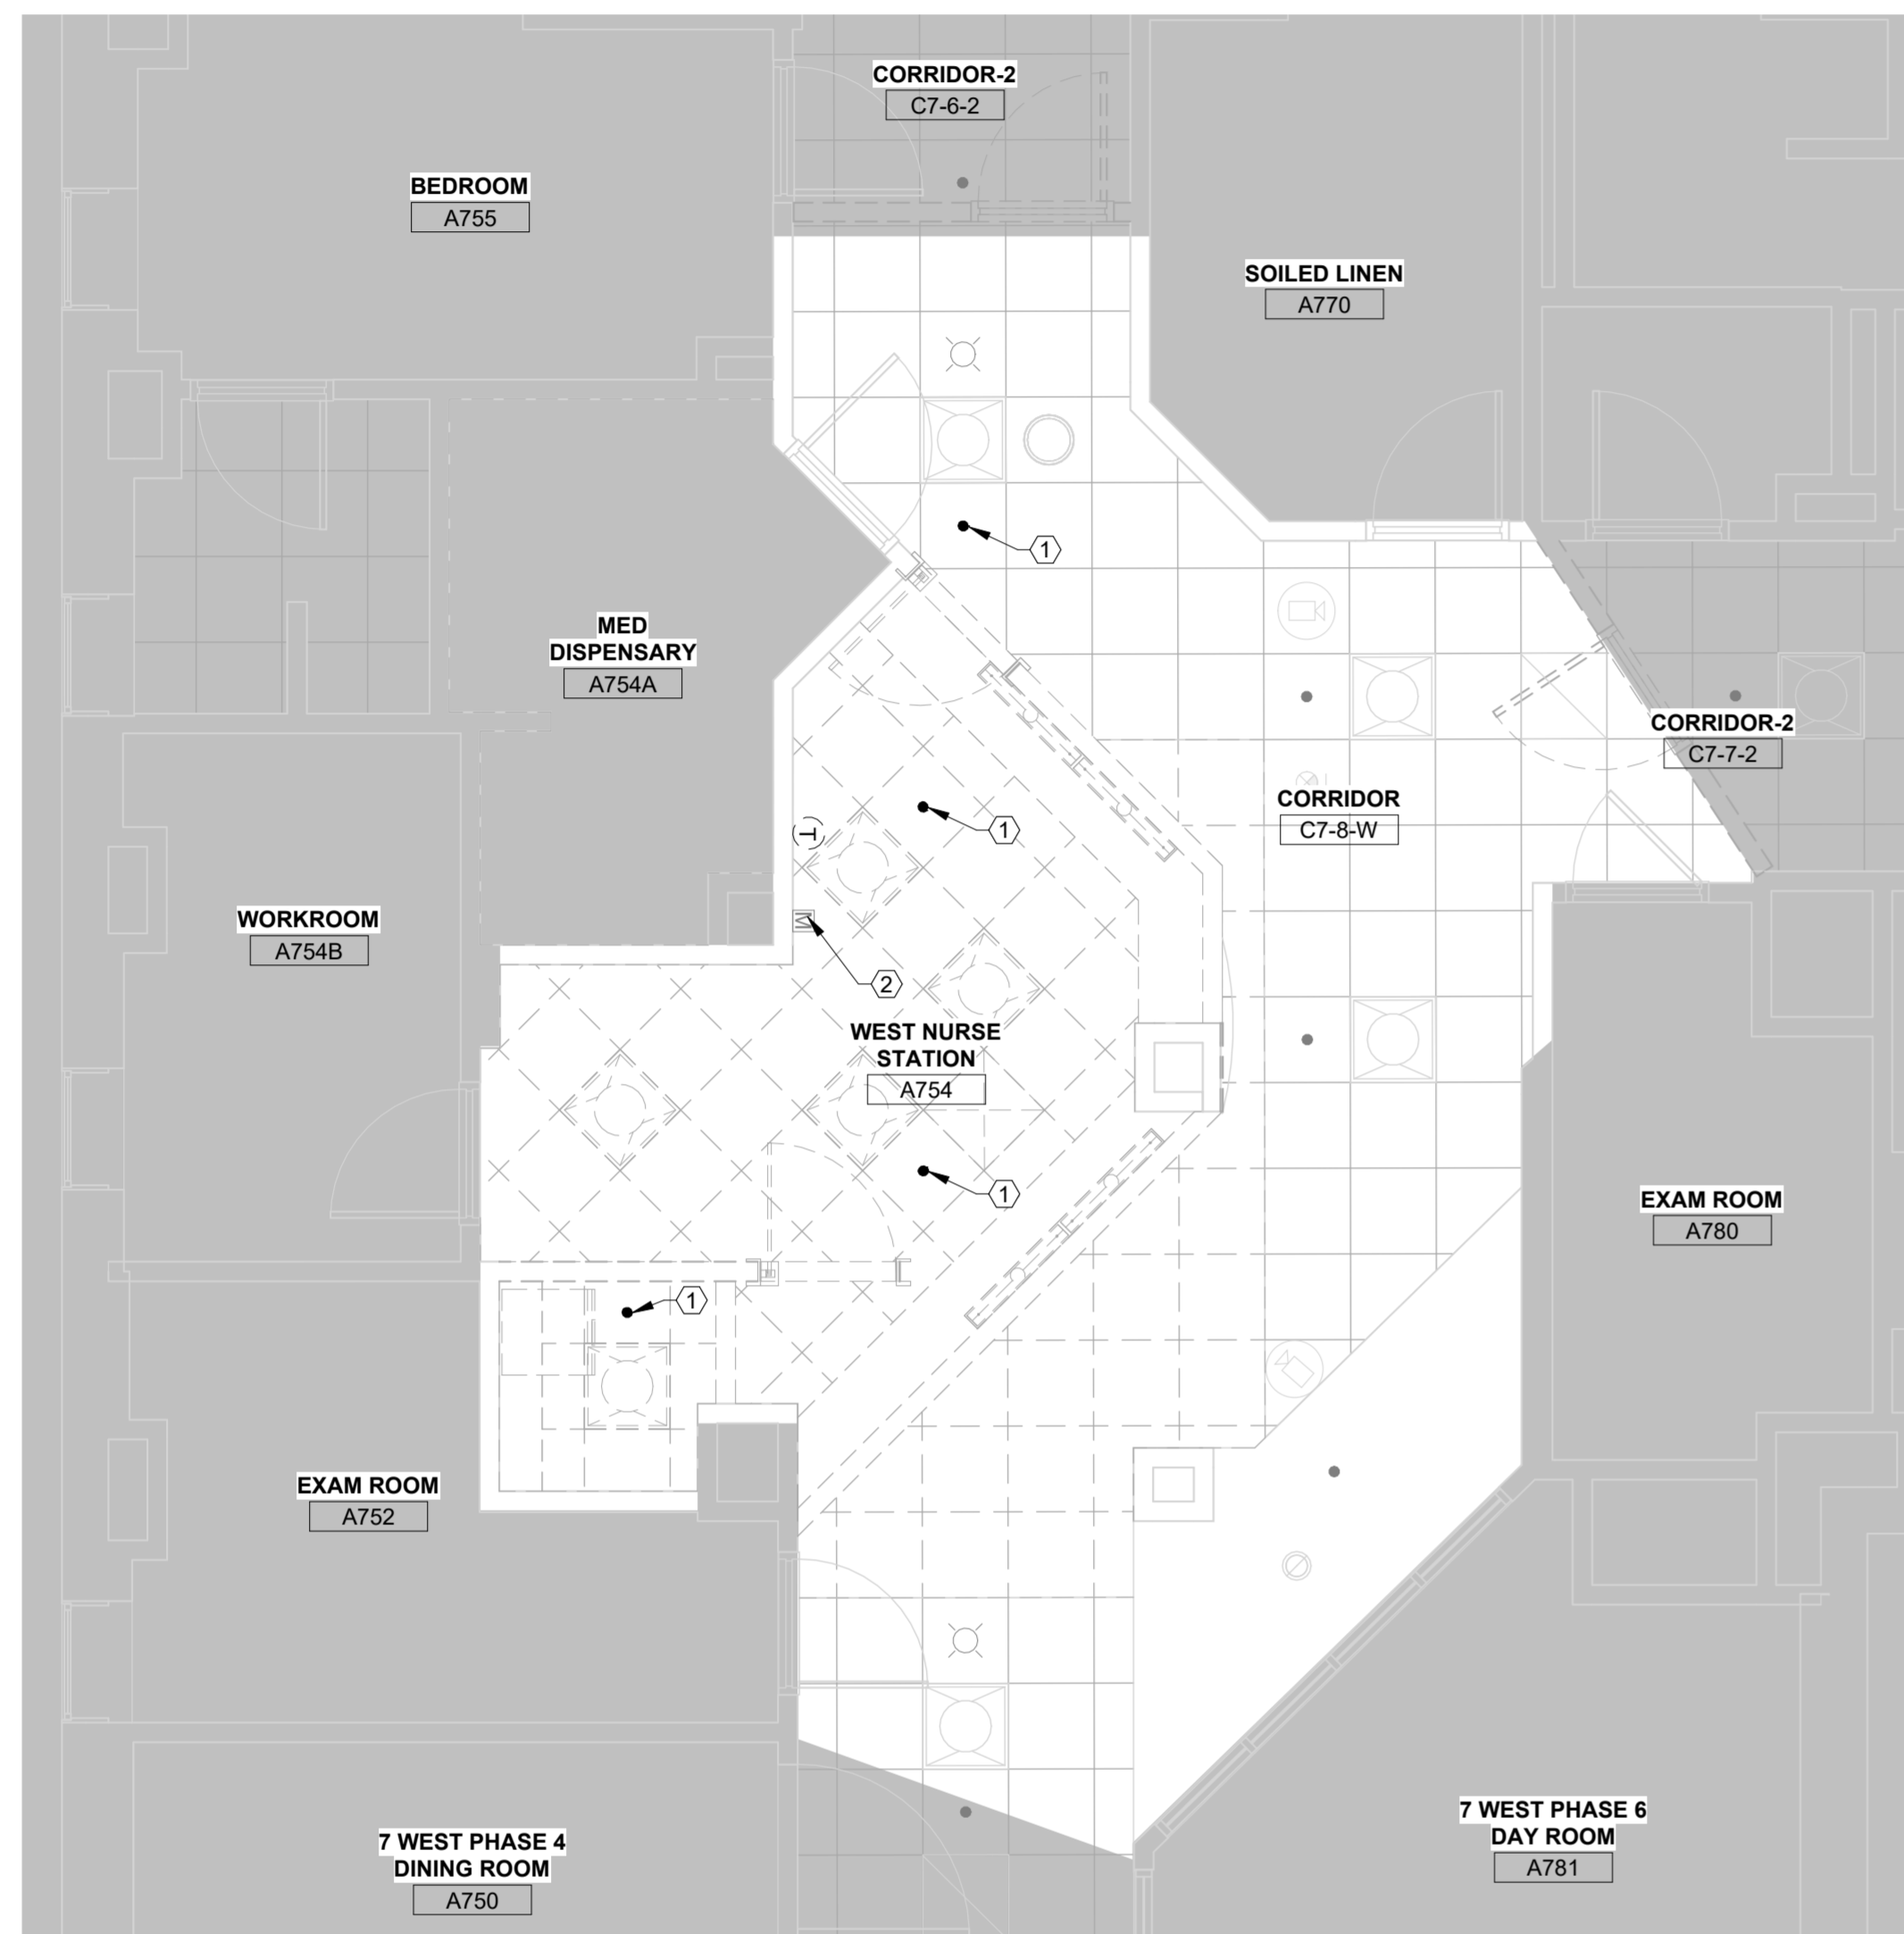 CORRIDOR-2
C7-6-2
BEDROOM
A755
SOILED LINEN
A770
1
MED
DISPENSARY
A754A
CORRIDOR-2
C7-7-2
CORRIDOR
C7-8-W
1
T
WORKROOM
A754B
M
2
WEST NURSE
STATION
A754
1
EXAM ROOM
A780
1
EXAM ROOM
A752
7 WEST PHASE 4
DINING ROOM
A750
7 WEST PHASE 6
DAY ROOM
A781